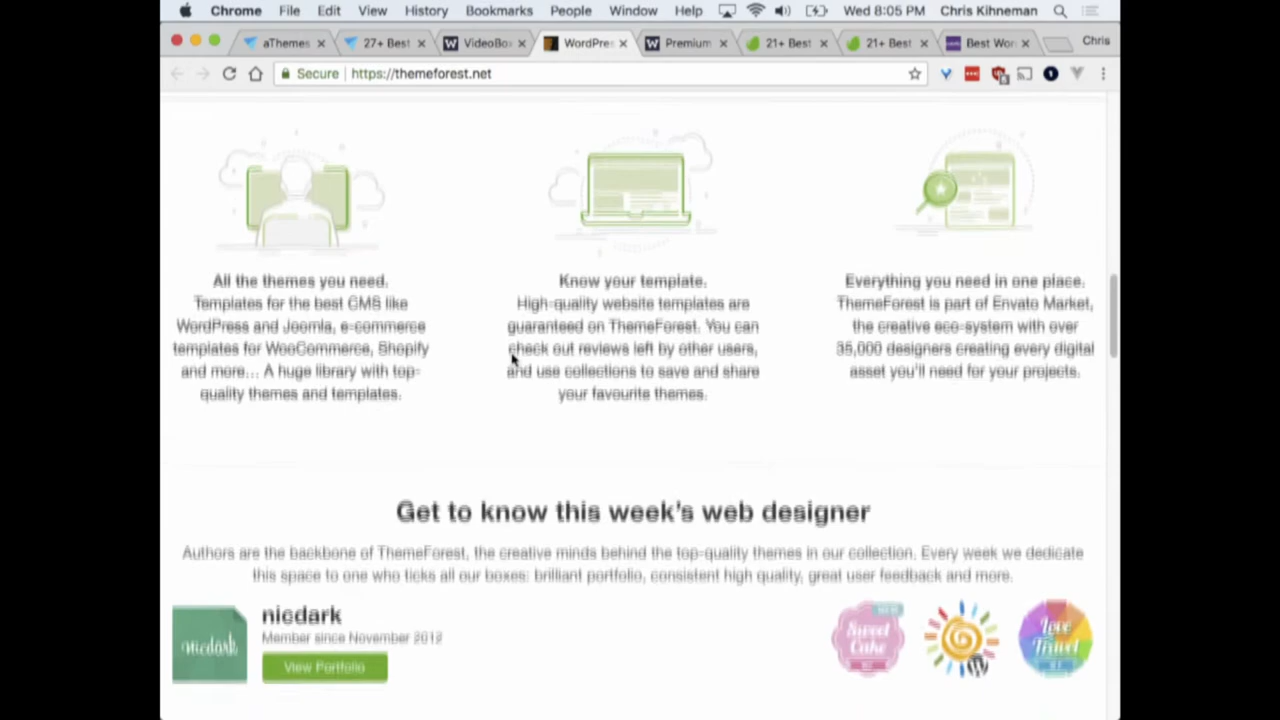 Chrome File Edit View History Bookmarks People Window Help Wed 8:05 PM Chris Kihneman
aThemes 27+ Best VideoBox WordPres Premium 21+ Best 21+ Best Best Wor Chris
Secure https://themeforest.net
All the themes you need.
Templates for the best CMS like
WordPress and Joomla, e-commerce
templates for WooCommerce, Shopify
and more... A huge library with top-
quality themes and templates.
Know your template.
High-quality website templates are
guaranteed on ThemeForest. You can
check out reviews left by other users,
and use collections to save and share
your favourite themes.
Everything you need in one place.
ThemeForest is part of Envato Market,
the creative eco-system with over
35,000 designers creating every digital
asset you'll need for your projects.
Get to know this week's web designer
Authors are the backbone of ThemeForest, the creative minds behind the top-quality themes in our collection. Every week we dedicate
this space to one who ticks all our boxes: brilliant portfolio, consistent high quality, great user feedback and more.
nicdark
nicdark
Member since November 2012
View Portfolio
Sweet
Cake
Love
Travel